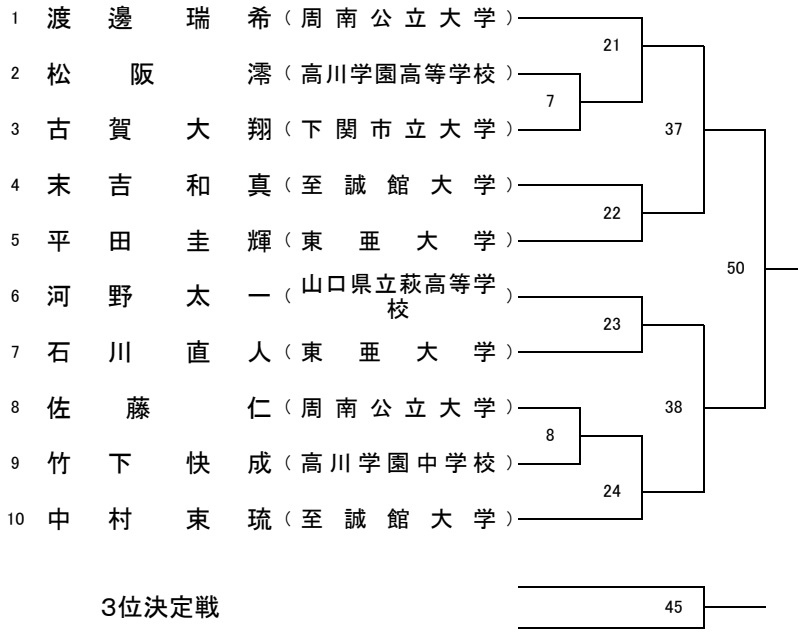 1 渡邊瑞希（周南公立大学）
21
2 松阪澪（高川学園高等学校）
7
3 古賀大翔（下関市立大学）
37
4 末吉和真（至誠館大学）
22
5 平田圭輝（東亜大学）
50
6 河野太一（山口県立萩高等学校）
23
7 石川直人（東亜大学）
8 佐藤仁（周南公立大学）
38
8
9 竹下快成（高川学園中学校）
24
10 中村束琉（至誠館大学）
3位決定戦
45